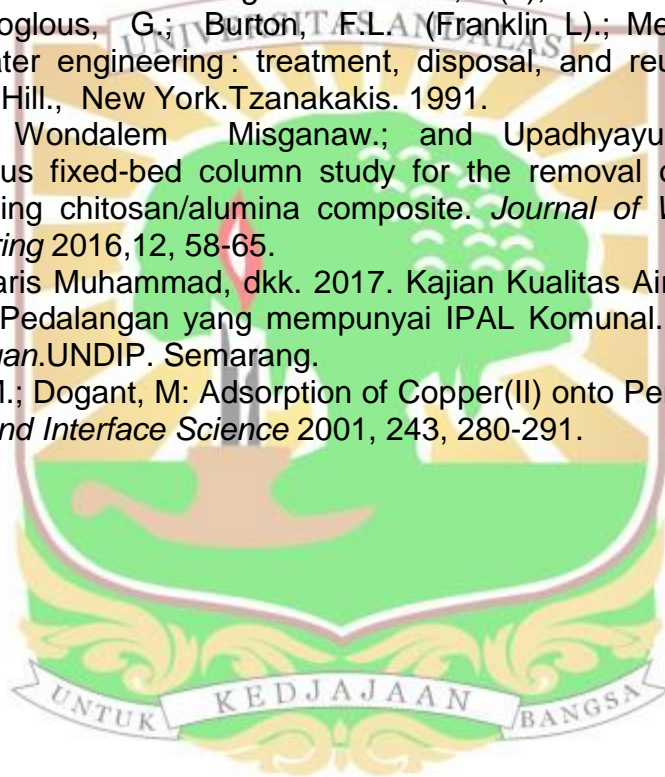 oglous, G.; Burton, F.L. (Franklin L).; Me
UNIVERSITAS ANDALAS
ater engineering : treatment, disposal, and reu
Hill., New York.Tzanakakis. 1991.
Wondalem Misganaw.; and Upadhyayu
us fixed-bed column study for the removal
ing chitosan/alumina composite. Journal of
ring 2016,12, 58-65.
aris Muhammad, dkk. 2017. Kajian Kualitas Air
Pedalangan yang mempunyai IPAL Komunal.
uan.UNDIP. Semarang.
M.; Dogant, M: Adsorption of Copper(II) onto Pe
nd Interface Science 2001, 243, 280-291.
UNTUK KEDJAJAAN BANGSA